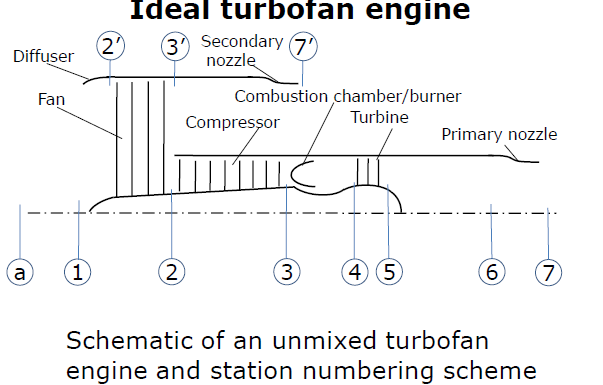 Ideal turbofan engine
2′ 3′ Secondary nozzle 7′
Diffuser
Fan
Combustion chamber/burner
Compressor
Turbine
Primary nozzle
a 1 2 3 4 5 6 7
Schematic of an unmixed turbofan
engine and station numbering scheme